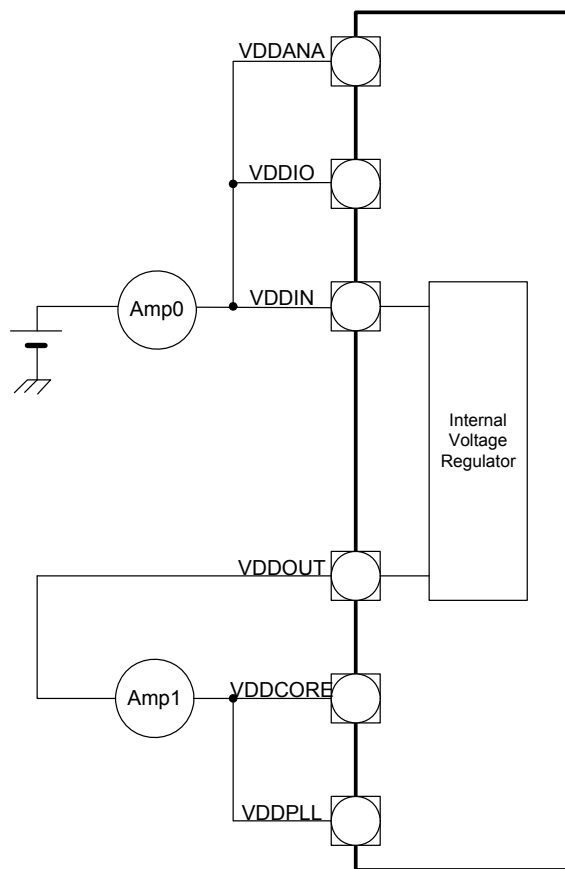 VDDANA
VDDIO
Amp0
VDDIN
Internal
Voltage
Regulator
VDDOUT
Amp1
VDDCORE
VDDPLL